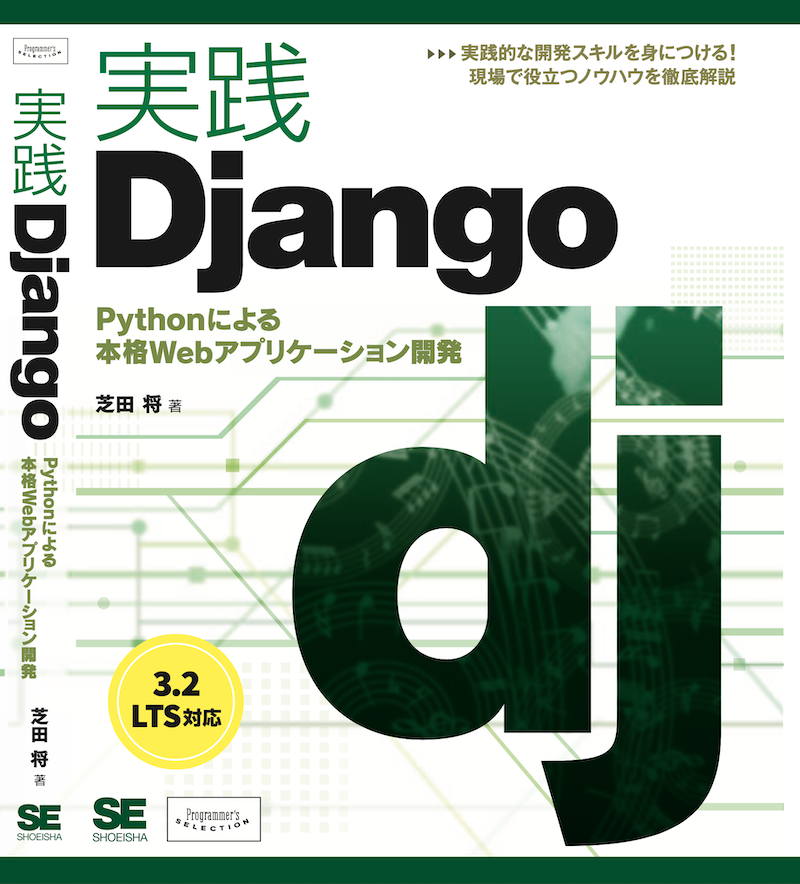 Programmer's
SELECTION
実践
Django
Pythonによる
本格Webアプリケーション開発
芝田 将 著
SE
SHOEISHA
実践
Django
▶▶▶ 実践的な開発スキルを身につける!
現場で役立つノウハウを徹底解説
Pythonによる
本格Webアプリケーション開発
芝田 将 著
dj
3.2
LTS対応
SE
SHOEISHA
Programmer's
SELECTION